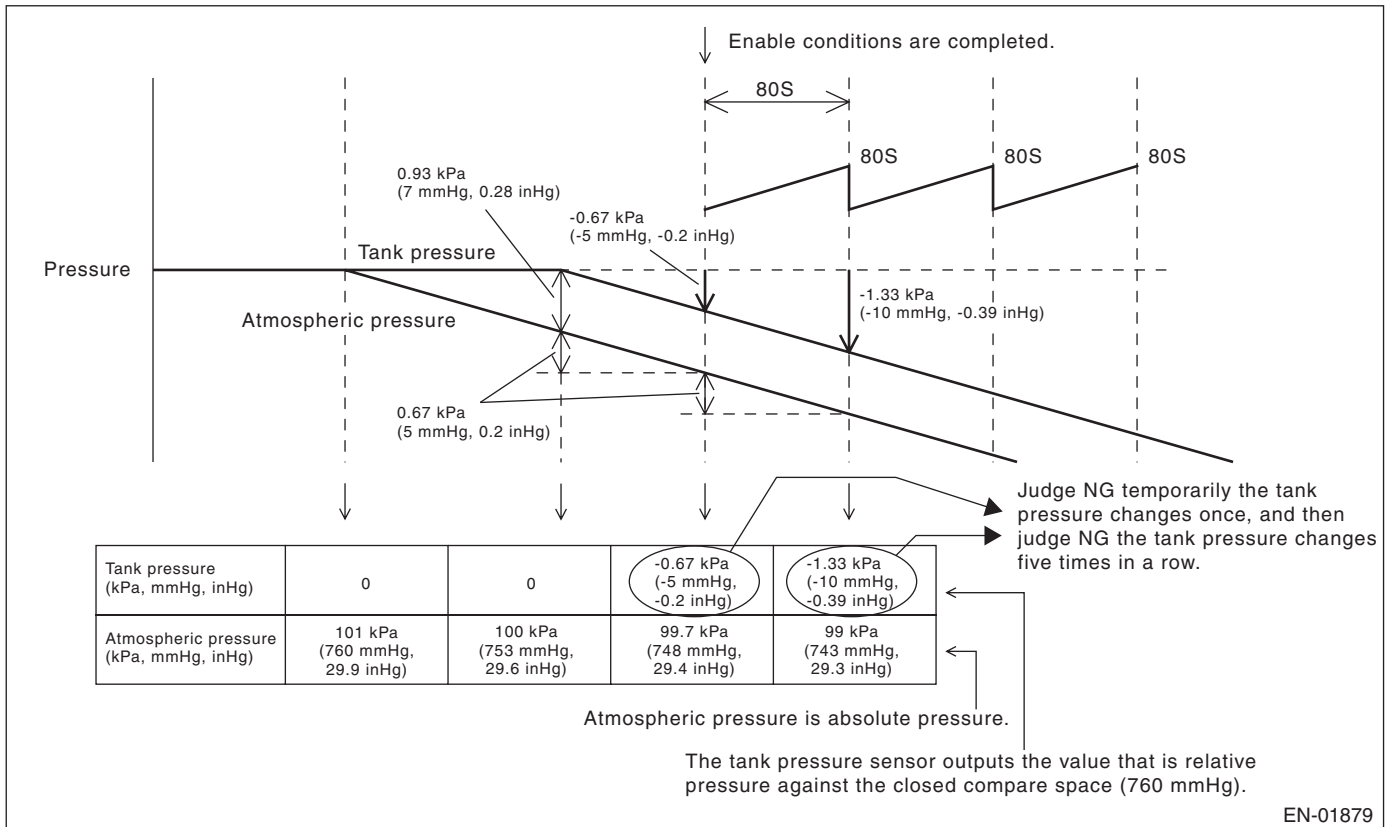 Enable conditions are completed.
80S
80S
80S
80S
0.93 kPa
(7 mmHg, 0.28 inHg)
-0.67 kPa
(-5 mmHg, -0.2 inHg)
Tank pressure
Pressure
-1.33 kPa
(-10 mmHg, -0.39 inHg)
Atmospheric pressure
0.67 kPa
(5 mmHg, 0.2 inHg)
Judge NG temporarily the tank
pressure changes once, and then
judge NG the tank pressure changes
five times in a row.
Tank pressure
(kPa, mmHg, inHg)
0
0
-0.67 kPa
(-5 mmHg,
-0.2 inHg)
-1.33 kPa
(-10 mmHg,
-0.39 inHg)
Atmospheric pressure
(kPa, mmHg, inHg)
101 kPa
(760 mmHg,
29.9 inHg)
100 kPa
(753 mmHg,
29.6 inHg)
99.7 kPa
(748 mmHg,
29.4 inHg)
99 kPa
(743 mmHg,
29.3 inHg)
Atmospheric pressure is absolute pressure.
The tank pressure sensor outputs the value that is relative
pressure against the closed compare space (760 mmHg).
EN-01879